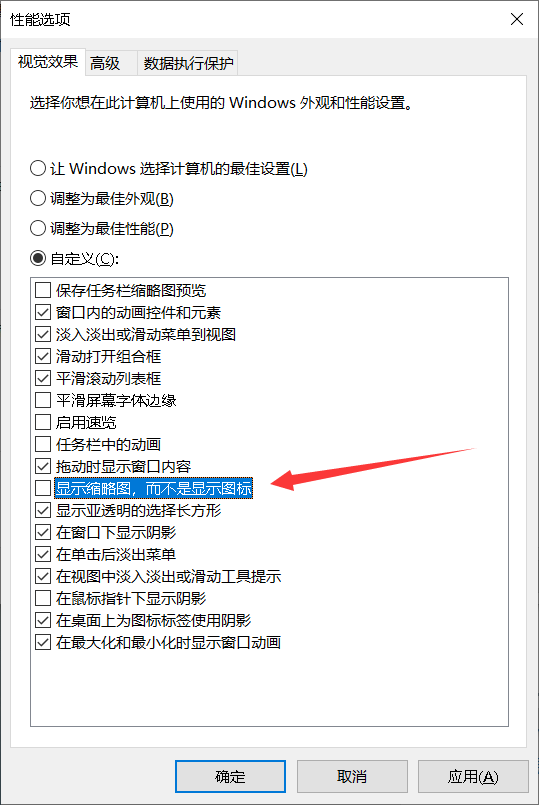 性能选项
视觉效果 高级 数据执行保护
选择你想在此计算机上使用的 Windows 外观和性能设置。
让 Windows 选择计算机的最佳设置(L)
调整为最佳外观(B)
调整为最佳性能(P)
自定义(C):
保存任务栏缩略图预览
窗口内的动画控件和元素
淡入淡出或滑动菜单到视图
滑动打开组合框
平滑滚动列表框
平滑屏幕字体边缘
启用速览
任务栏中的动画
拖动时显示窗口内容
显示缩略图，而不是显示图标
显示亚透明的选择长方形
在窗口下显示阴影
在单击后淡出菜单
在视图中淡入淡出或滑动工具提示
在鼠标指针下显示阴影
在桌面上为图标标签使用阴影
在最大化和最小化时显示窗口动画
确定 取消 应用(A)